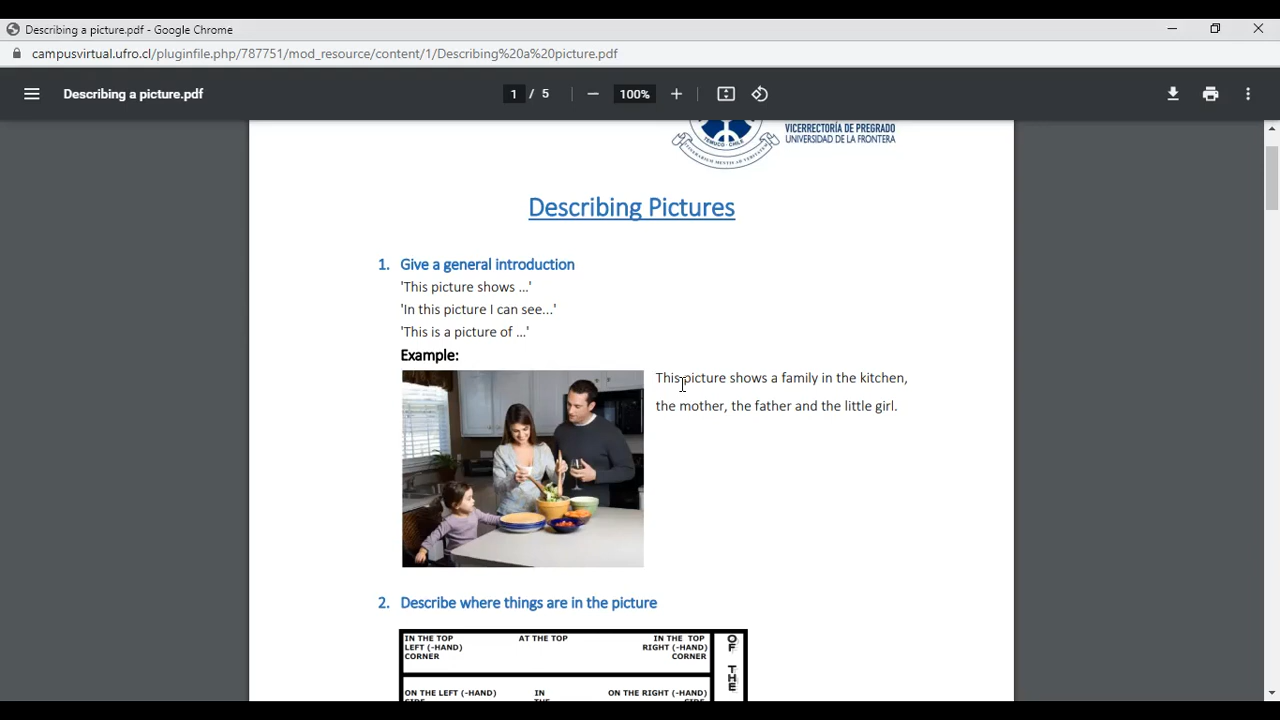 Describing a picture.pdf - Google Chrome
campusvirtual.ufro.cl/pluginfile.php/787751/mod_resource/content/1/Describing%20a%20picture.pdf
Describing a picture.pdf
1 / 5
100%
TEMUCO - CHILE
VICERRECTORÍA DE PREGRADO
UNIVERSIDAD DE LA FRONTERA
Describing Pictures
1. Give a general introduction
'This picture shows ...'
'In this picture I can see...'
'This is a picture of ...'
Example:
This picture shows a family in the kitchen,
the mother, the father and the little girl.
2. Describe where things are in the picture
IN THE TOP
LEFT (-HAND)
CORNER
AT THE TOP
IN THE TOP
RIGHT (-HAND)
CORNER
OF THE
ON THE LEFT (-HAND)
IN
ON THE RIGHT (-HAND)